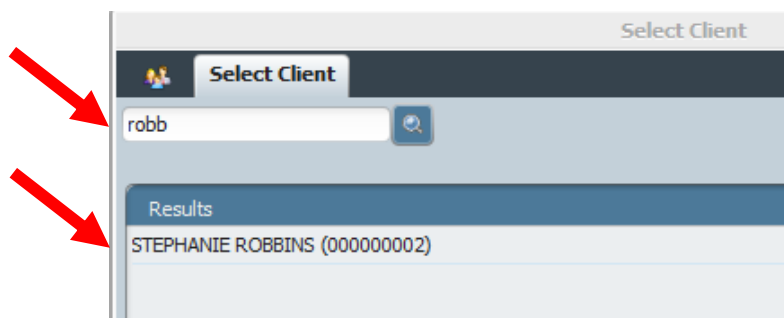 Select Client
Select Client
robb
Results
STEPHANIE ROBBINS (000000002)